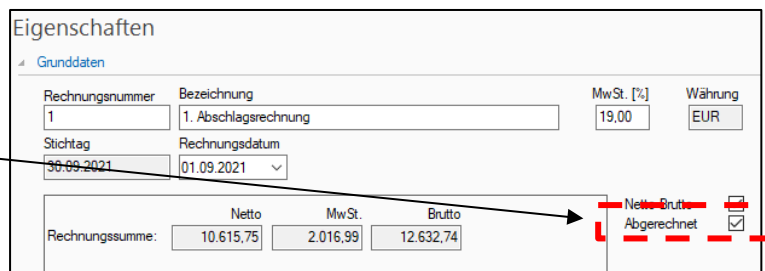 Eigenschaften
Grunddaten
Rechnungsnummer Bezeichnung MwSt. [%] Währung
1 1. Abschlagsrechnung 19,00 EUR
Stichtag Rechnungsdatum
30.09.2021 01.09.2021
Netto-Brutto
Netto MwSt. Brutto Abgerechnet
Rechnungssumme: 10.615,75 2.016,99 12.632,74